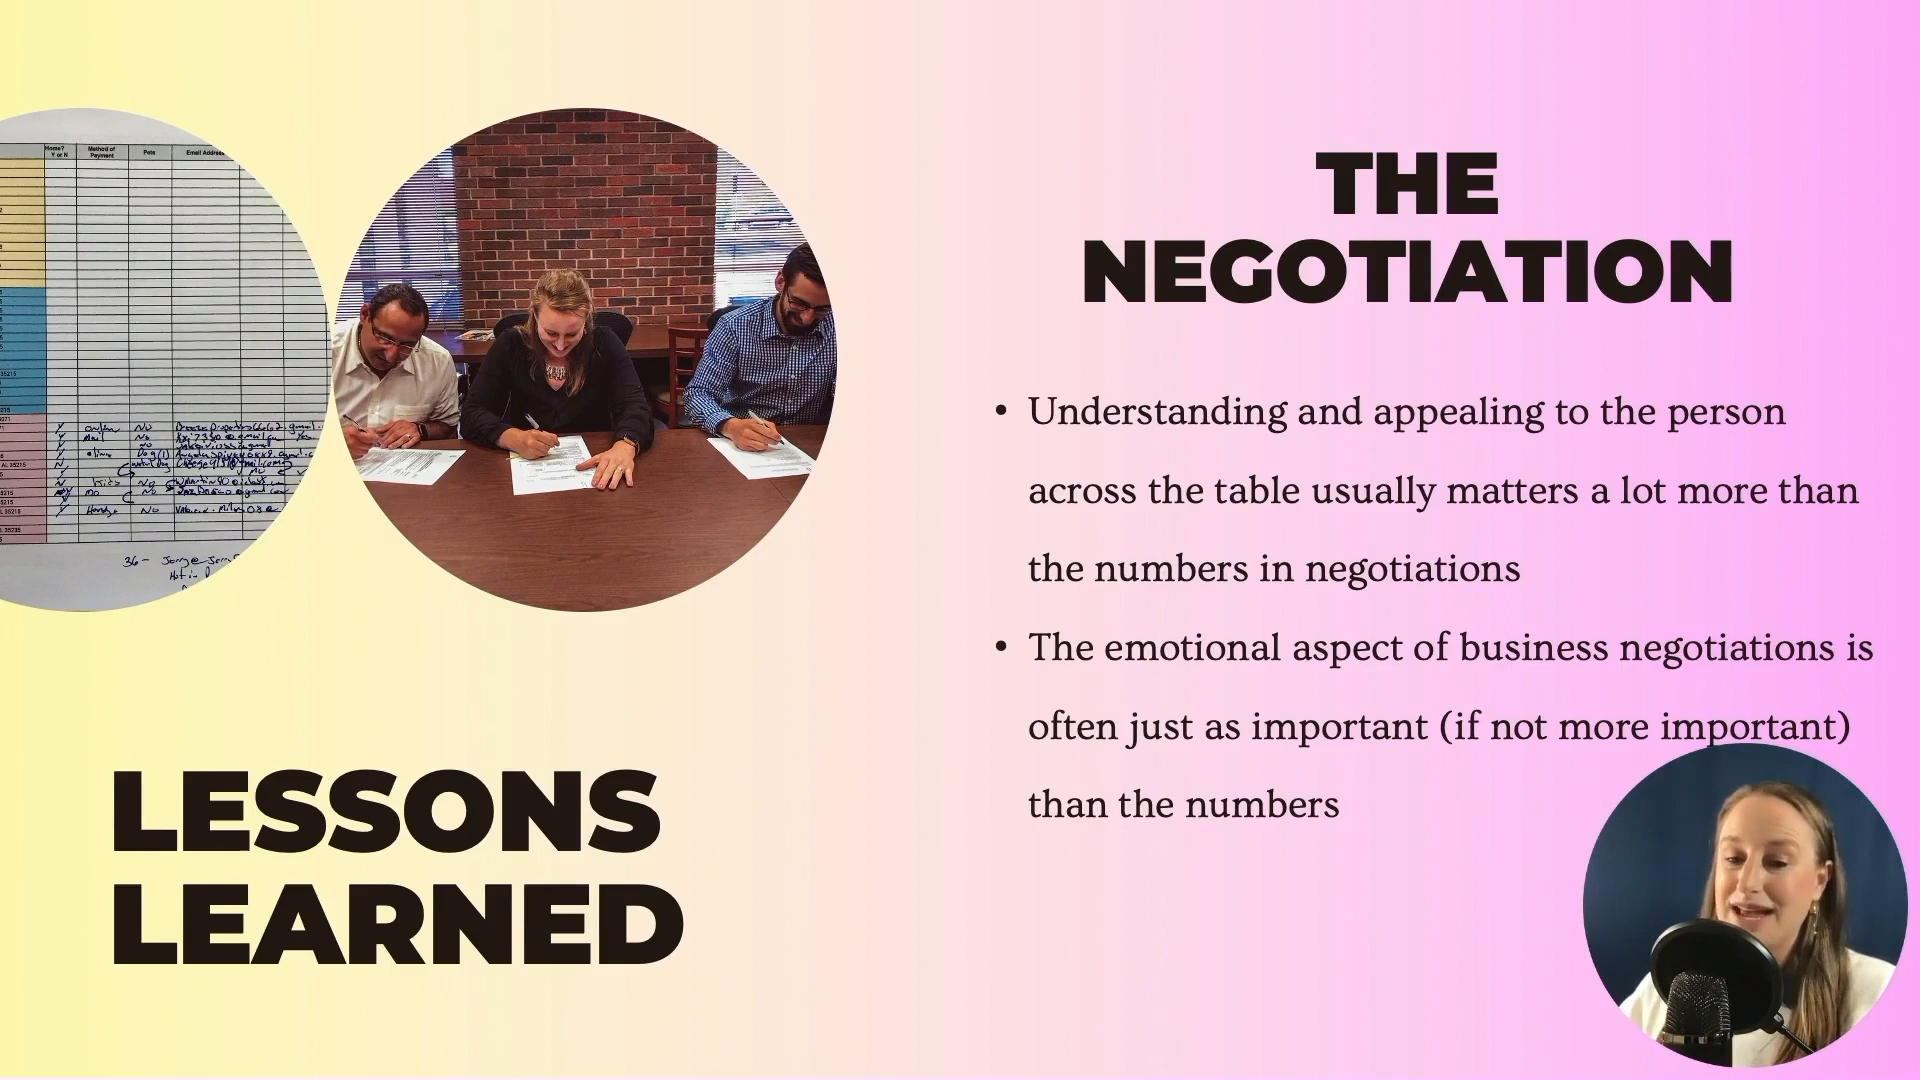 Home?
Y or N
Method of
Payment
Pets
Email Address
THE
NEGOTIATION
• Understanding and appealing to the person
across the table usually matters a lot more than
the numbers in negotiations
• The emotional aspect of business negotiations is
often just as important (if not more important)
than the numbers
LESSONS
LEARNED